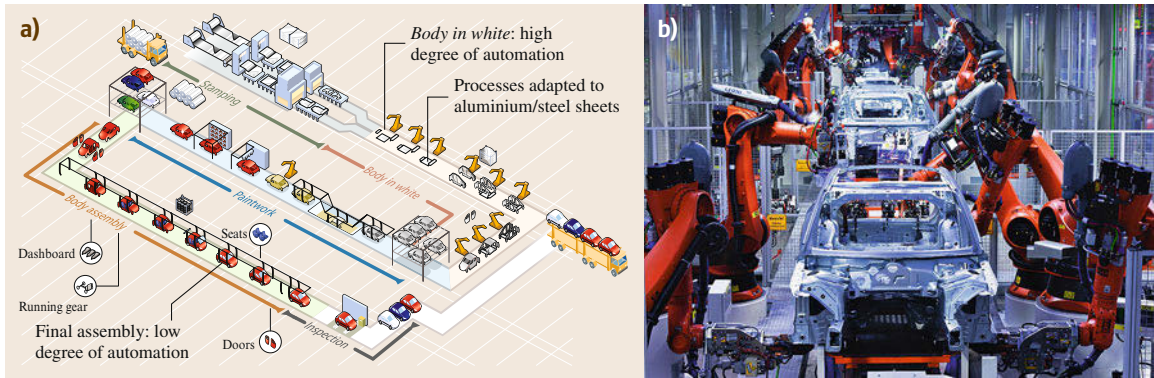 a)
Body in white: high
degree of automation
Processes adapted to
aluminium/steel sheets
Stamping
Body in white
Paintwork
Body assembly
Dashboard
Seats
Running gear
Final assembly: low
degree of automation
Doors
Inspection
b)